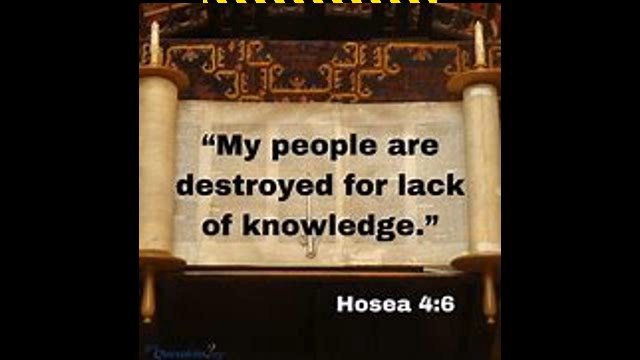 “My people are
destroyed for lack
of knowledge.”
Hosea 4:6